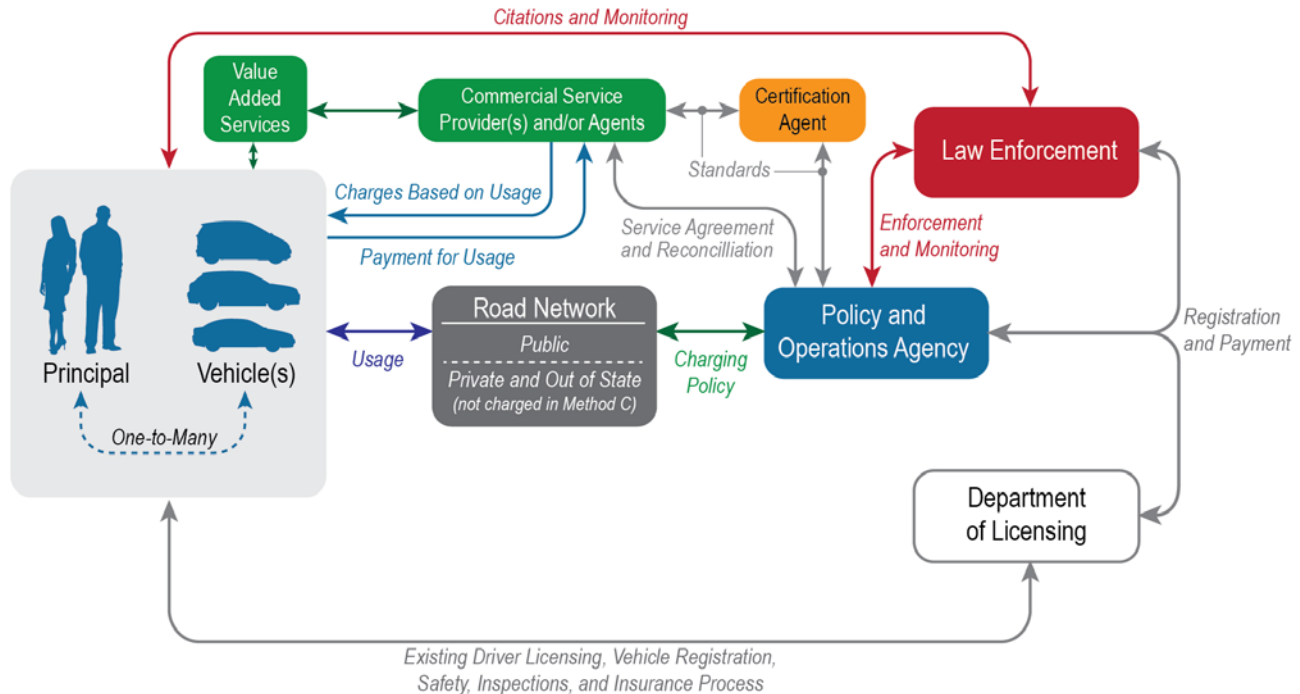 Citations and Monitoring
Value
Added
Services
Commercial Service
Provider(s) and/or Agents
Certification
Agent
Law Enforcement
Standards
Charges Based on Usage
Payment for Usage
Service Agreement
and Reconcilliation
Enforcement
and Monitoring
Road Network
Public
Private and Out of State
(not charged in Method C)
Usage
Charging
Policy
Policy and
Operations Agency
Registration
and Payment
Principal
Vehicle(s)
One-to-Many
Department
of Licensing
Existing Driver Licensing, Vehicle Registration,
Safety, Inspections, and Insurance Process